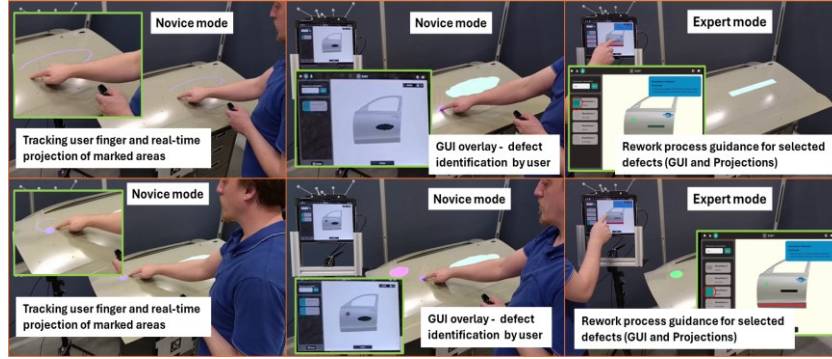 Novice mode
Tracking user finger and real-time
projection of marked areas
Novice mode
GUI overlay - defect
identification by user
Expert mode
Rework process guidance for selected
defects (GUI and Projections)
Novice mode
Tracking user finger and real-time
projection of marked areas
Novice mode
GUI overlay - defect
identification by user
Expert mode
Rework process guidance for selected
defects (GUI and Projections)